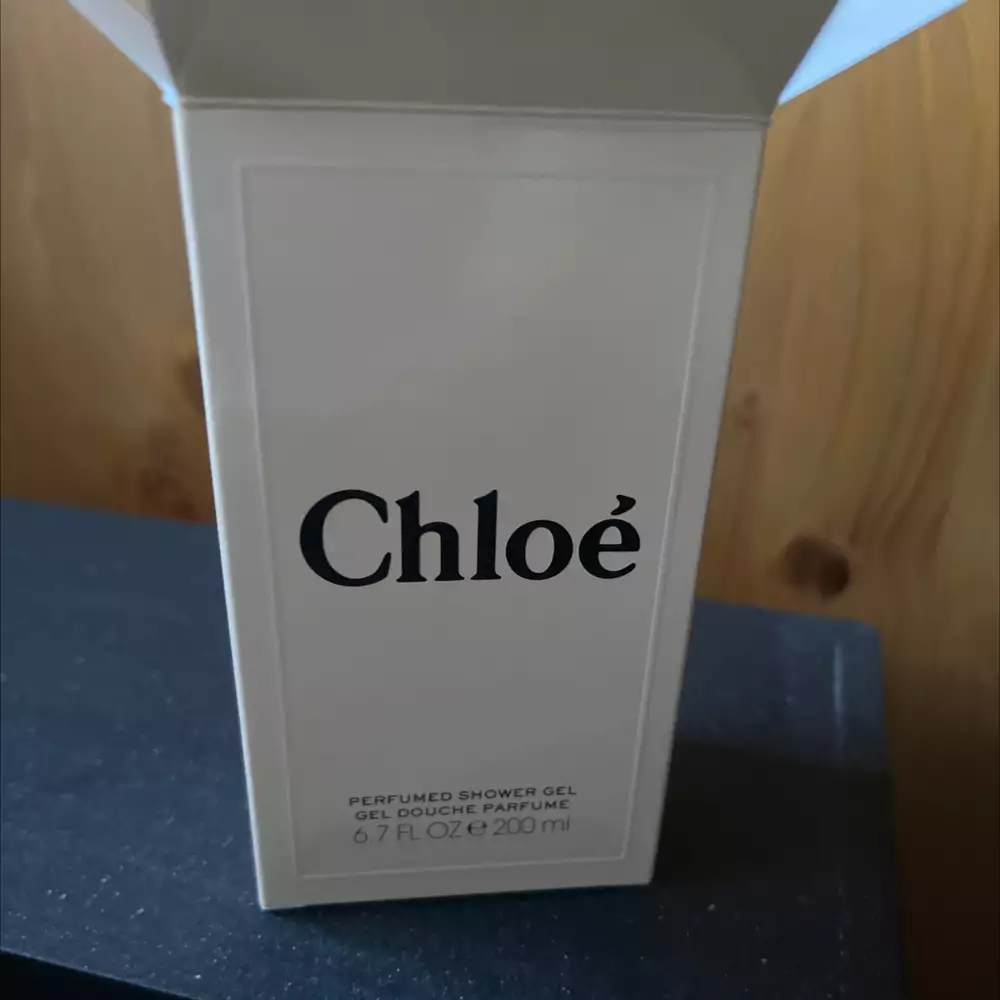 Chloé
PERFUMED SHOWER GEL
GEL DOUCHE PARFUME
6.7 FL OZ ℮ 200 ml